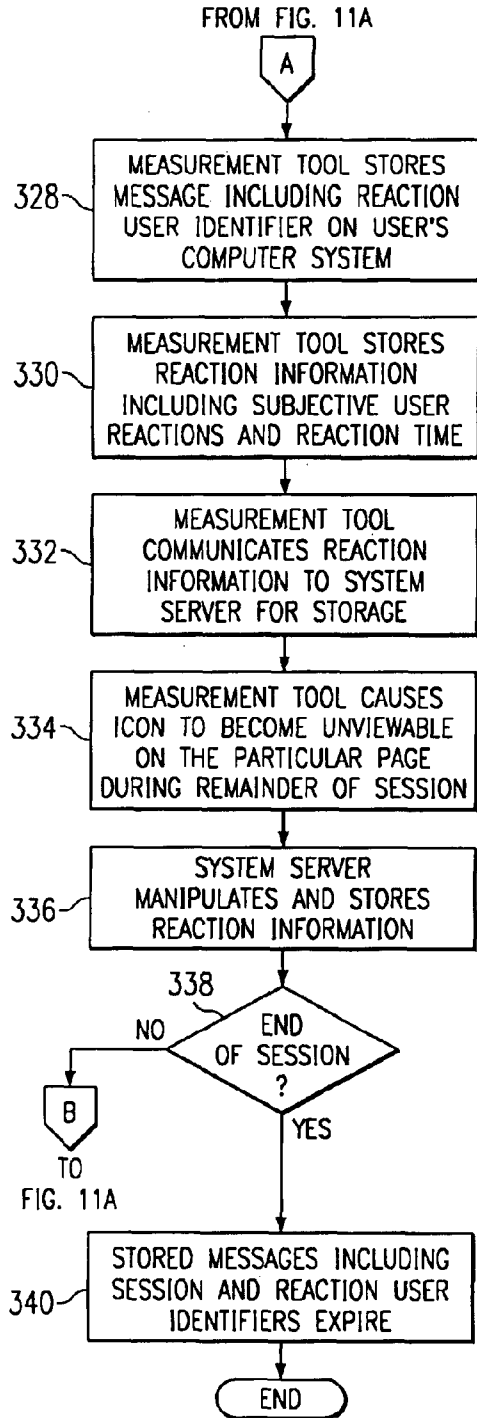 FROM FIG. 11A
A
328
MEASUREMENT TOOL STORES
MESSAGE INCLUDING REACTION
USER IDENTIFIER ON USER'S
COMPUTER SYSTEM
330
MEASUREMENT TOOL STORES
REACTION INFORMATION
INCLUDING SUBJECTIVE USER
REACTIONS AND REACTION TIME
332
MEASUREMENT TOOL
COMMUNICATES REACTION
INFORMATION TO SYSTEM
SERVER FOR STORAGE
334
MEASUREMENT TOOL CAUSES
ICON TO BECOME UNVIEWABLE
ON THE PARTICULAR PAGE
DURING REMAINDER OF SESSION
336
SYSTEM SERVER
MANIPULATES AND STORES
REACTION INFORMATION
338
END
OF SESSION
?
NO
B
TO
FIG. 11A
YES
340
STORED MESSAGES INCLUDING
SESSION AND REACTION USER
IDENTIFIERS EXPIRE
END